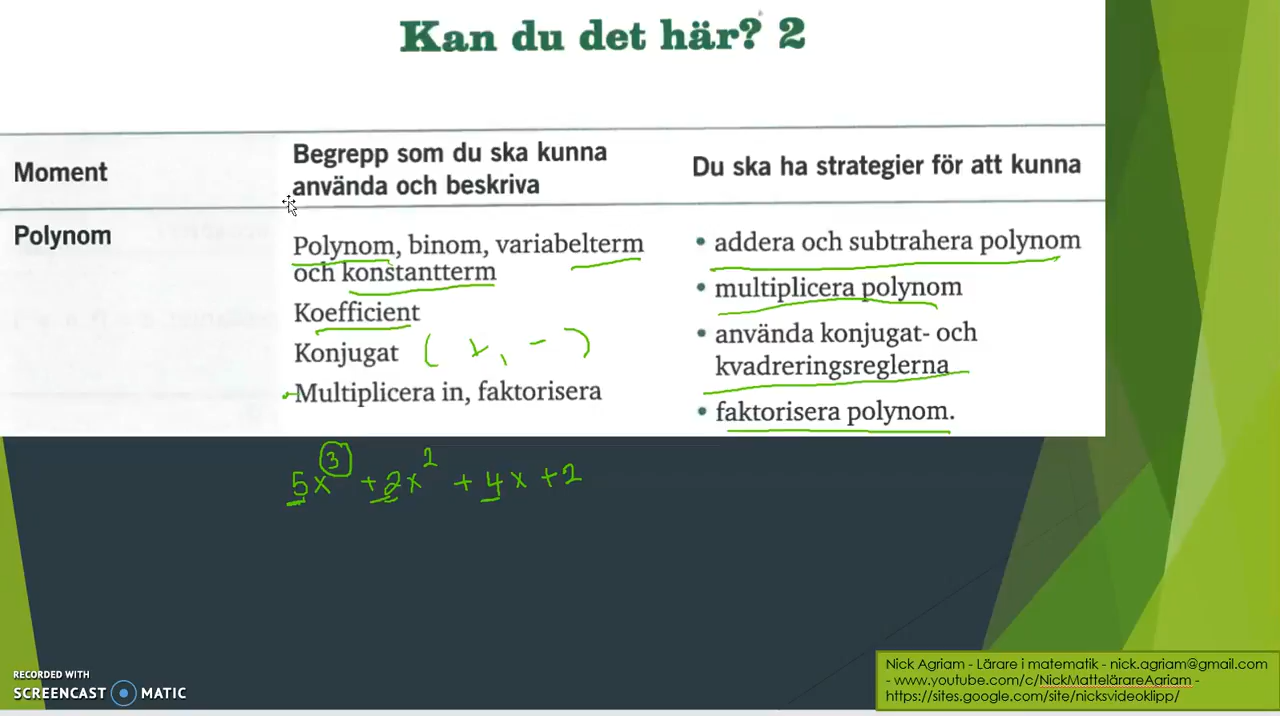 Kan du det här? 2
Moment
Begrepp som du ska kunna
använda och beskriva
Du ska ha strategier för att kunna
Polynom
Polynom, binom, variabelterm
och konstantterm
Koefficient
Konjugat ( +, - )
Multiplicera in, faktorisera
• addera och subtrahera polynom
• multiplicera polynom
• använda konjugat- och
kvadreringsreglerna
• faktorisera polynom.
5x³ + 2x² + 4x + 2
RECORDED WITH
SCREENCAST MATIC
Nick Agriam - Lärare i matematik - nick.agriam@gmail.com
- www.youtube.com/c/NickMattelärareAgriam -
https://sites.google.com/site/nicksvideoklipp/